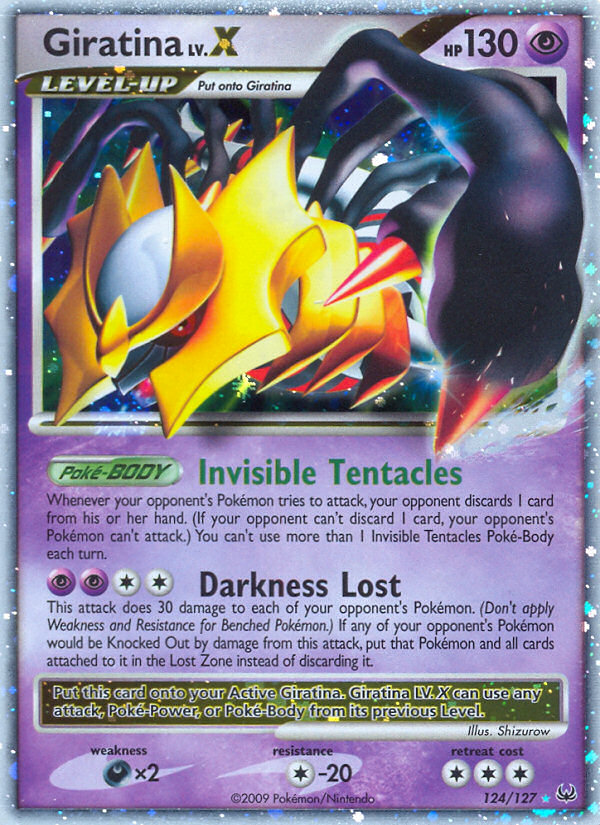 Giratina LV.X HP 130
LEVEL-UP Put onto Giratina
Poké-BODY Invisible Tentacles
Whenever your opponent's Pokémon tries to attack, your opponent discards 1 card
from his or her hand. (If your opponent can't discard 1 card, your opponent's
Pokémon can't attack.) You can't use more than 1 Invisible Tentacles Poké-Body
each turn.
Darkness Lost
This attack does 30 damage to each of your opponent's Pokémon. (Don't apply
Weakness and Resistance for Benched Pokémon.) If any of your opponent's Pokémon
would be Knocked Out by damage from this attack, put that Pokémon and all cards
attached to it in the Lost Zone instead of discarding it.
Put this card onto your Active Giratina. Giratina LV.X can use any
attack, Poké-Power, or Poké-Body from its previous Level.
Illus. Shizurow
weakness resistance retreat cost
×2 -20
©2009 Pokémon/Nintendo 124/127